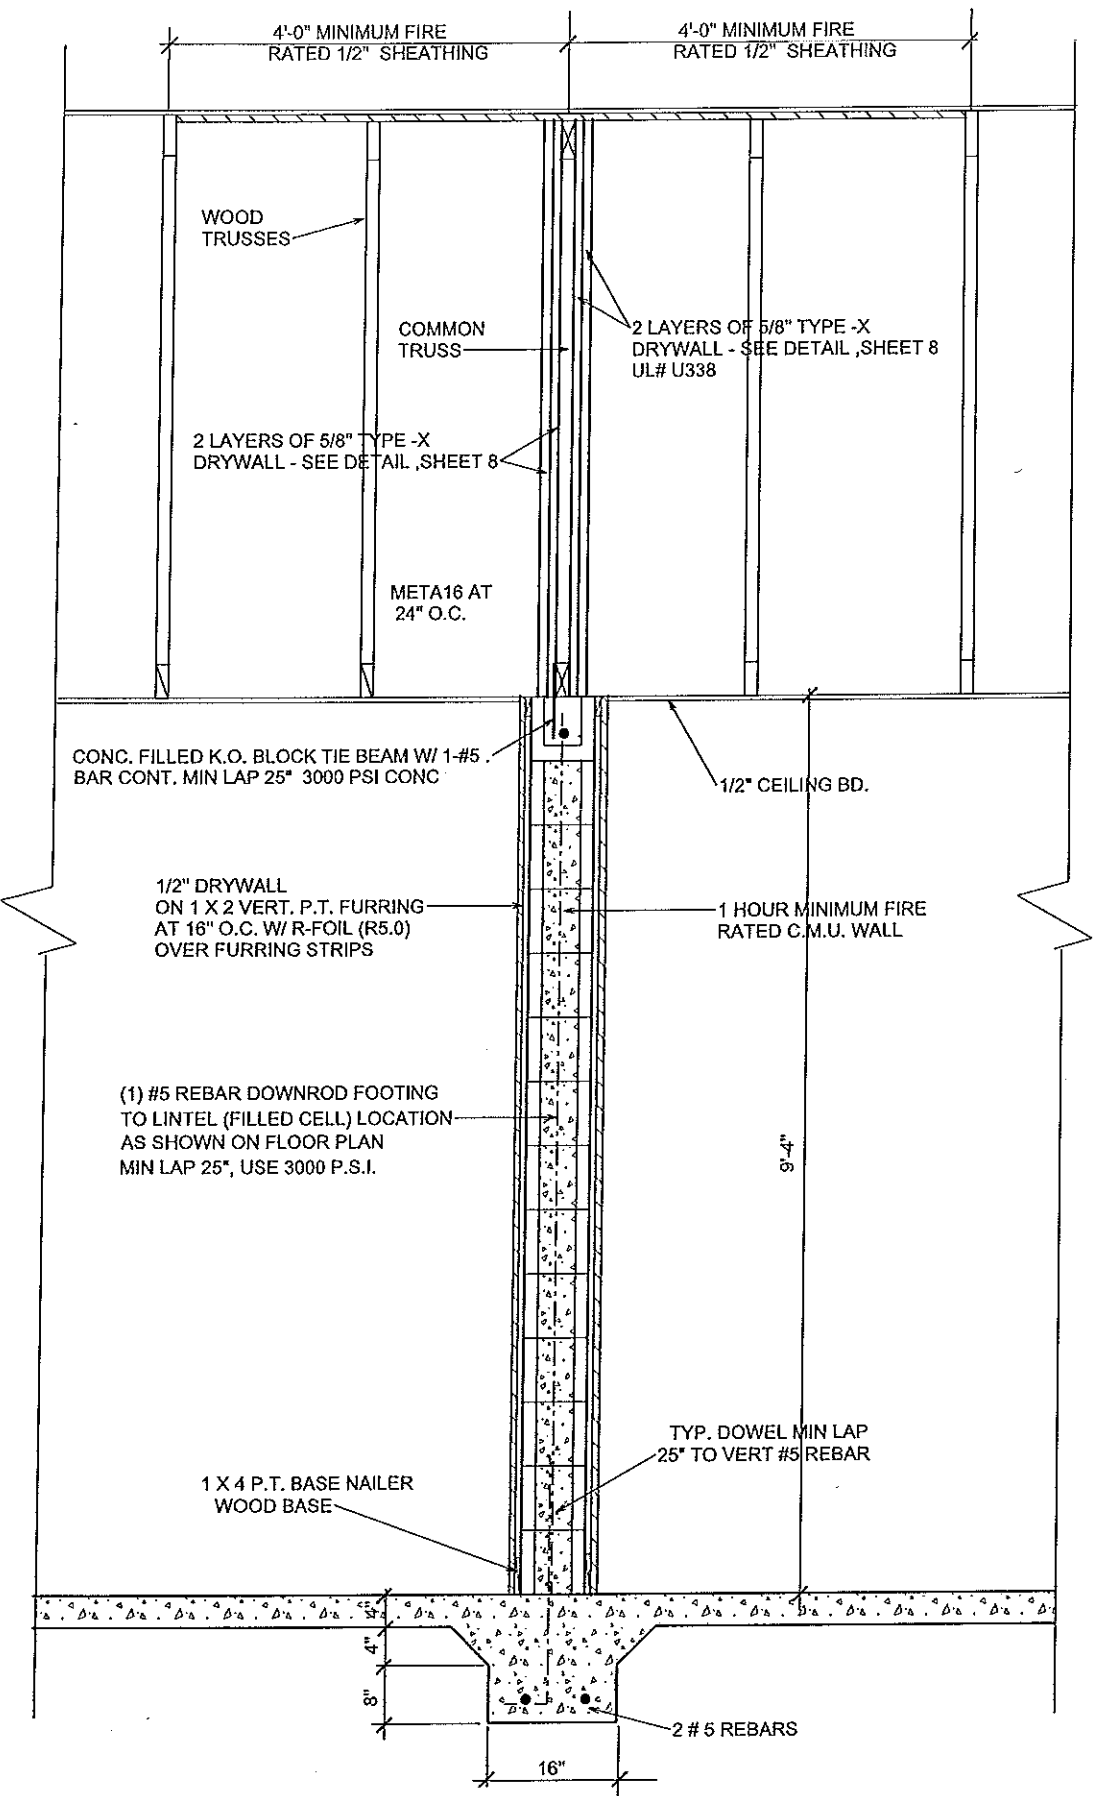 4'-0" MINIMUM FIRE
RATED 1/2" SHEATHING
4'-0" MINIMUM FIRE
RATED 1/2" SHEATHING
WOOD
TRUSSES
COMMON
TRUSS
2 LAYERS OF 5/8" TYPE -X
DRYWALL - SEE DETAIL ,SHEET 8
UL# U338
2 LAYERS OF 5/8" TYPE -X
DRYWALL - SEE DETAIL ,SHEET 8
META16 AT
24" O.C.
CONC. FILLED K.O. BLOCK TIE BEAM W/ 1-#5
BAR CONT. MIN LAP 25" 3000 PSI CONC
1/2" CEILING BD.
1/2" DRYWALL
ON 1 X 2 VERT. P.T. FURRING
AT 16" O.C. W/ R-FOIL (R5.0)
OVER FURRING STRIPS
1 HOUR MINIMUM FIRE
RATED C.M.U. WALL
(1) #5 REBAR DOWNROD FOOTING
TO LINTEL (FILLED CELL) LOCATION
AS SHOWN ON FLOOR PLAN
MIN LAP 25", USE 3000 P.S.I.
9'-4"
TYP. DOWEL MIN LAP
25" TO VERT #5 REBAR
1 X 4 P.T. BASE NAILER
WOOD BASE
4"
4"
8"
2 # 5 REBARS
16"